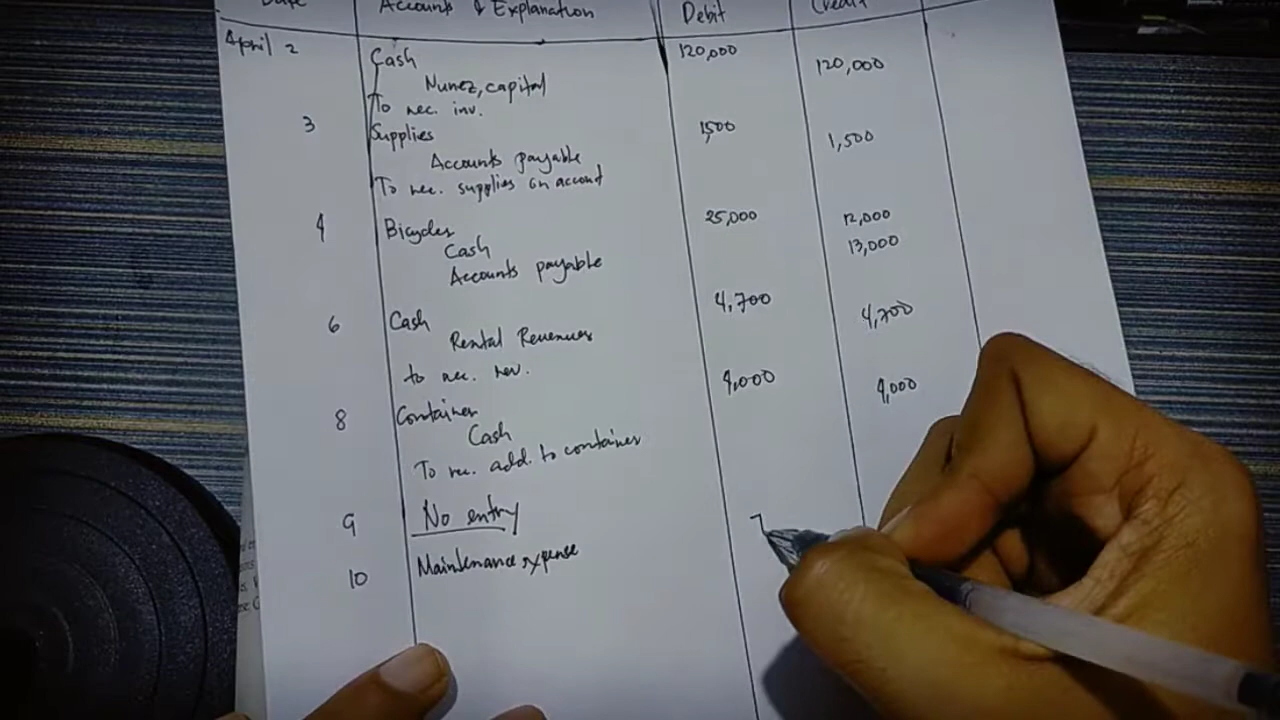 Date Accounts & Explanation Debit Credit
April 2 Cash 120,000
Nunez, capital 120,000
To rec. inv.
3 Supplies 1,500
Accounts payable 1,500
To rec. supplies on account
4 Bicycles 25,000
Cash 12,000
Accounts payable 13,000
6 Cash 4,700
Rental Revenues 4,700
to rec. rev.
8 Container 4,000
Cash 4,000
To rec. add. to container
9 No entry
10 Maintenance expense